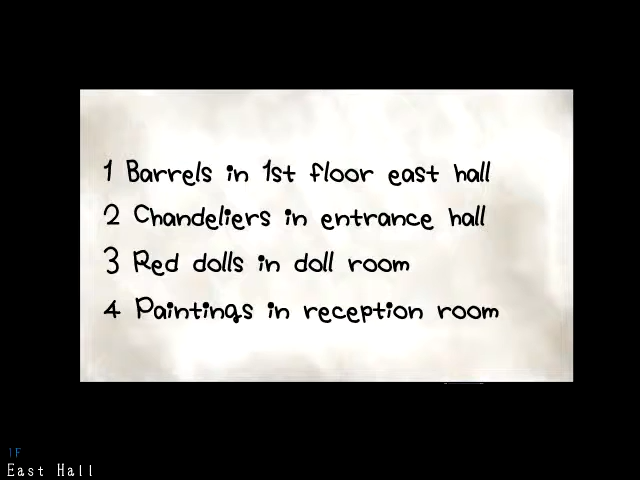 1 Barrels in 1st floor east hall
2 Chandeliers in entrance hall
3 Red dolls in doll room
4 Paintings in reception room
1F
East Hall